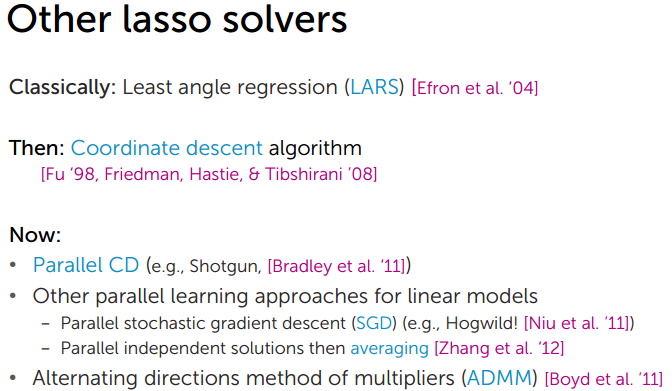 Other lasso solvers
Classically: Least angle regression (LARS) [Efron et al. ‘04]
Then: Coordinate descent algorithm
[Fu ‘98, Friedman, Hastie, & Tibshirani ’08]
Now:
• Parallel CD (e.g., Shotgun, [Bradley et al. ‘11])
• Other parallel learning approaches for linear models
– Parallel stochastic gradient descent (SGD) (e.g., Hogwild! [Niu et al. ’11])
– Parallel independent solutions then averaging [Zhang et al. ‘12]
• Alternating directions method of multipliers (ADMM) [Boyd et al. ’11]